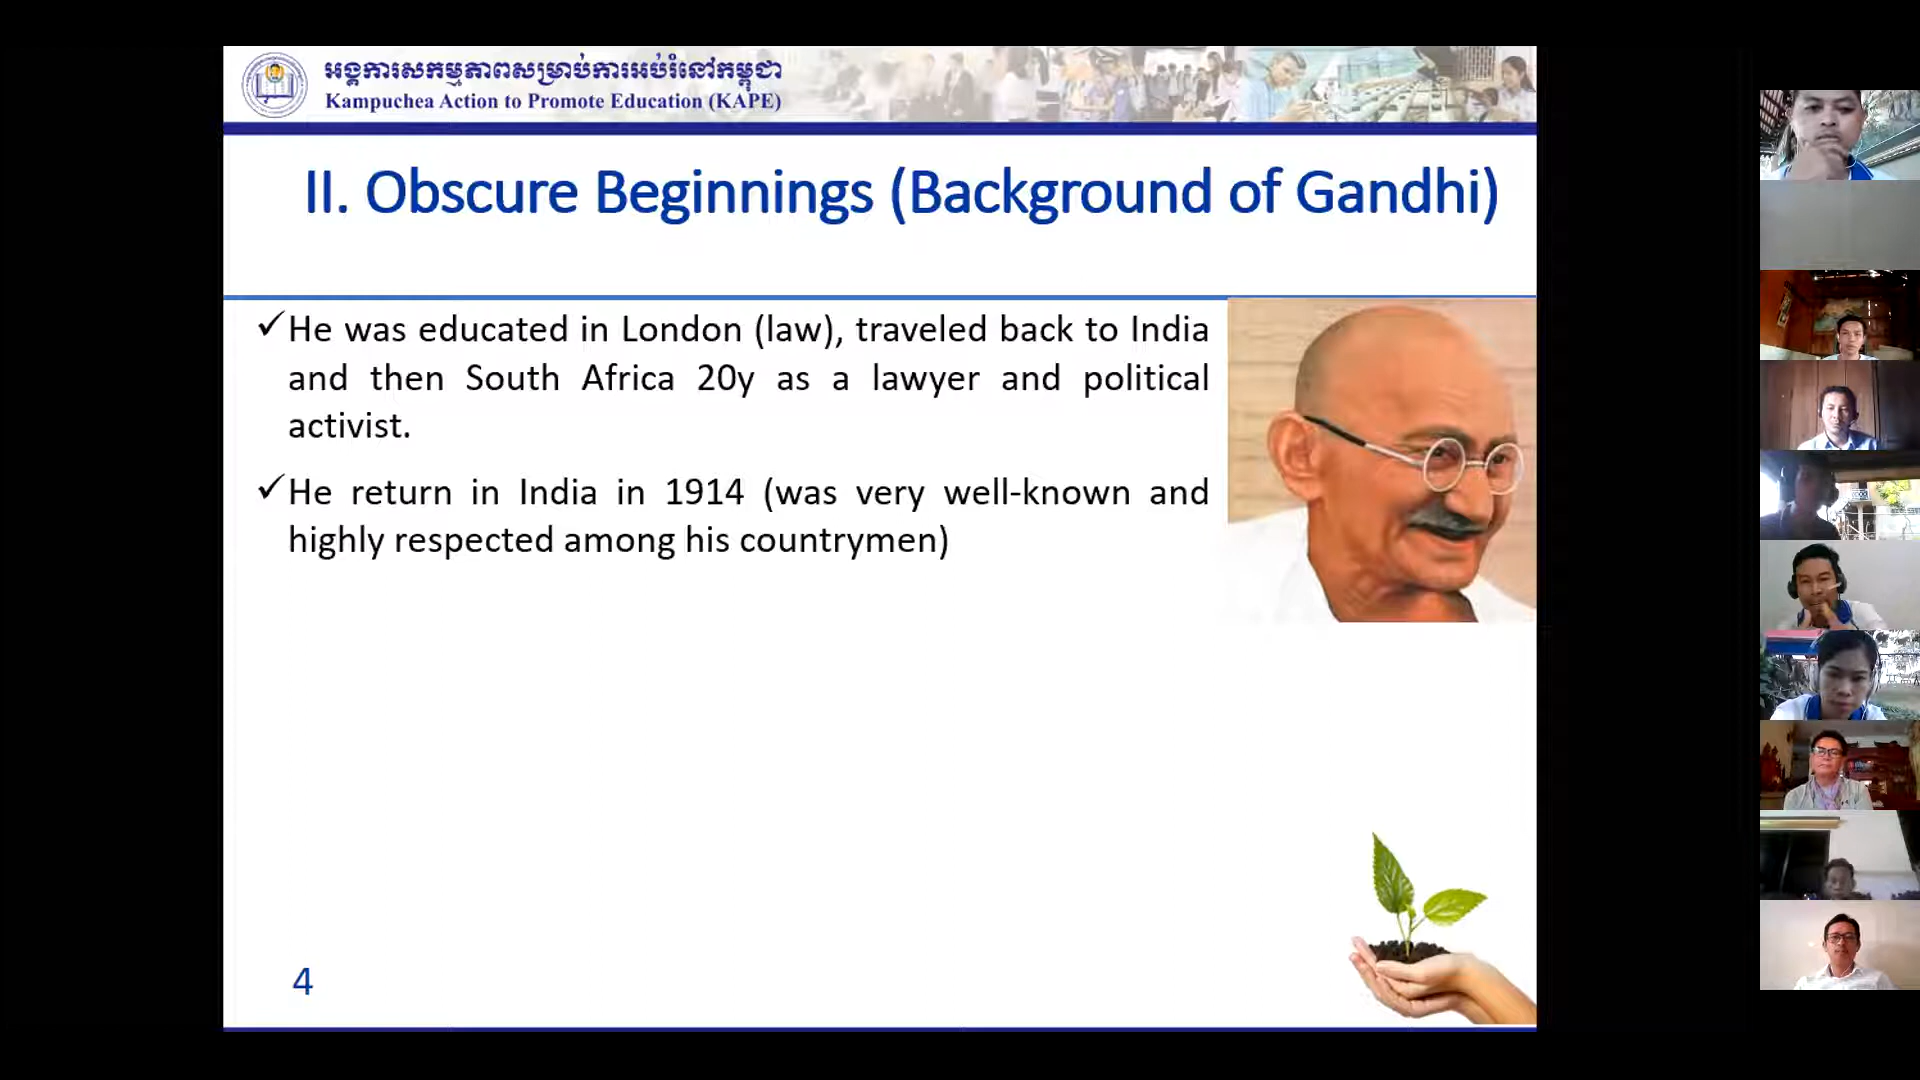 អង្គការសកម្មភាពសម្រាប់ការអប់រំនៅកម្ពុជា
Kampuchea Action to Promote Education (KAPE)
II. Obscure Beginnings (Background of Gandhi)
✓He was educated in London (law), traveled back to India
and then South Africa 20y as a lawyer and political
activist.
✓He return in India in 1914 (was very well-known and
highly respected among his countrymen)
4